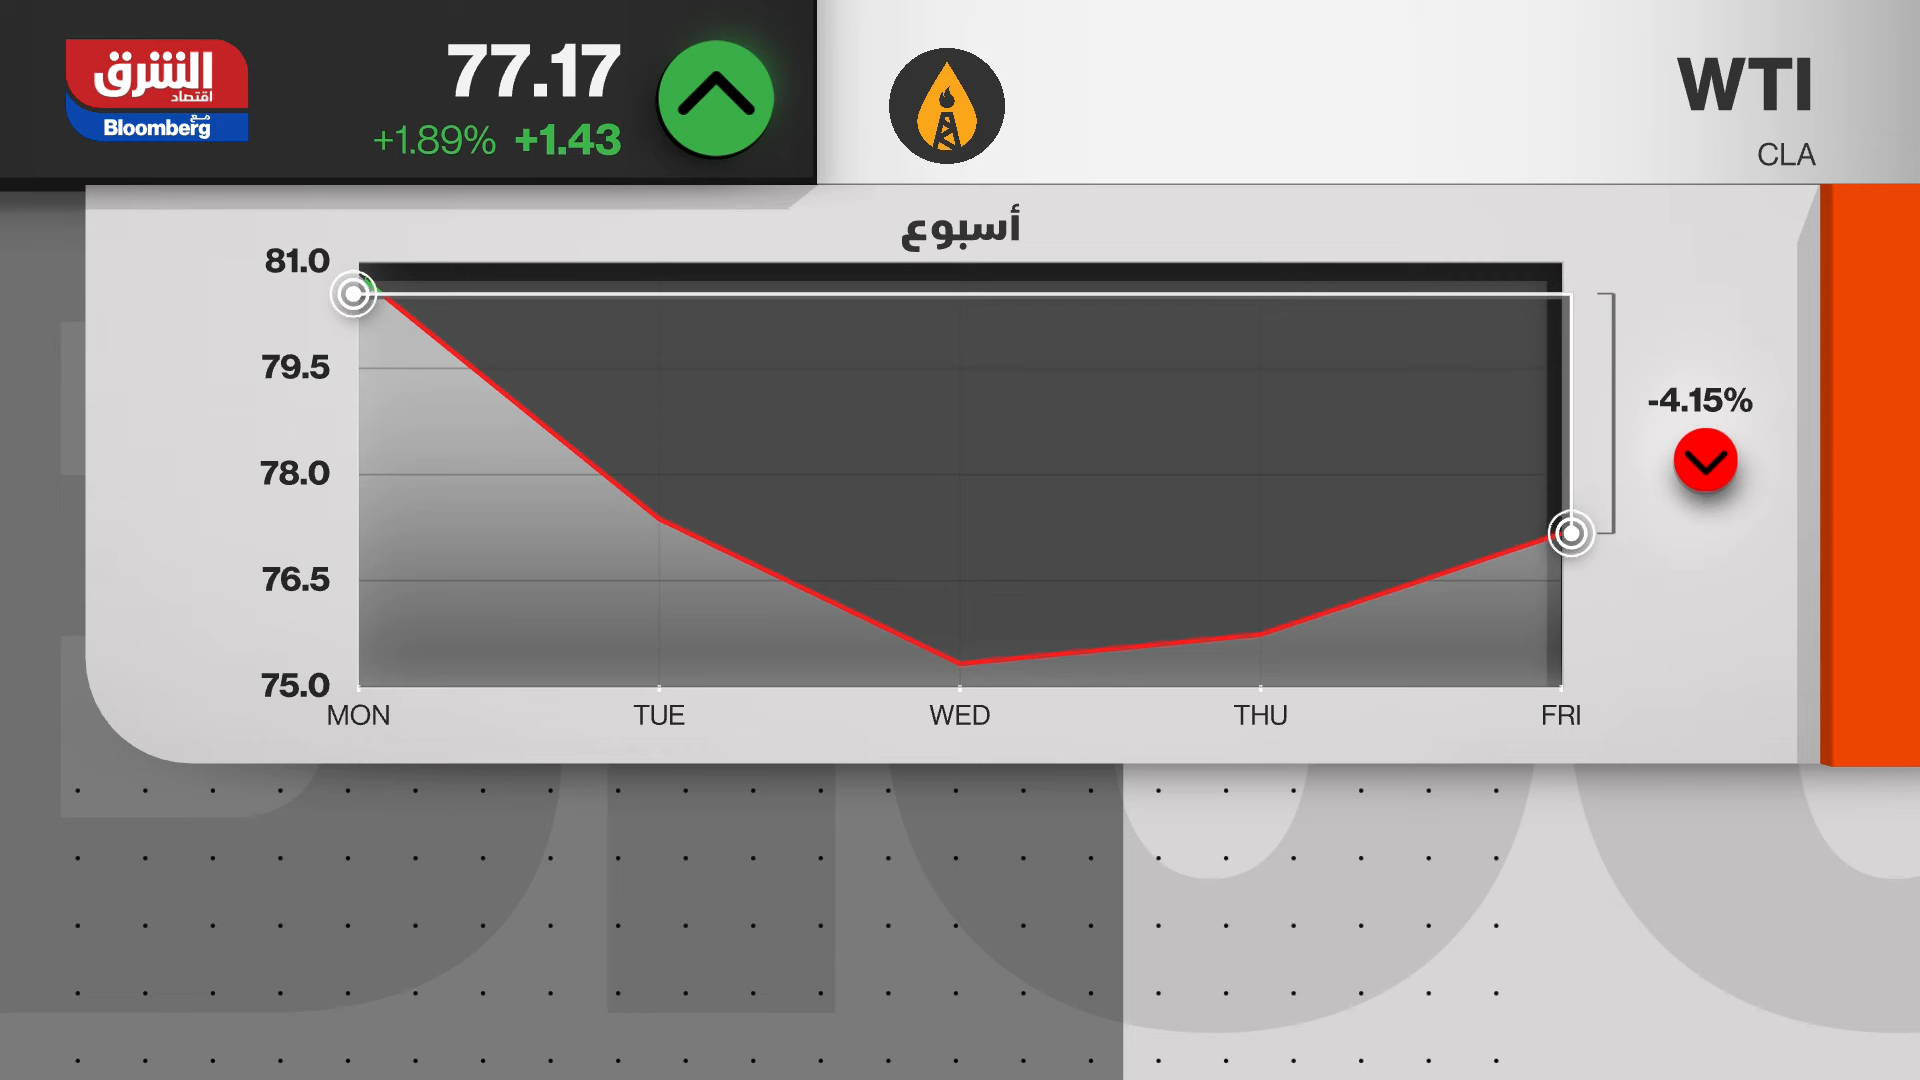 الشرق
اقتصاد
مع
Bloomberg
77.17
+1.89% +1.43
WTI
CLA
أسبوع
81.0
79.5
78.0
76.5
75.0
MON TUE WED THU FRI
-4.15%